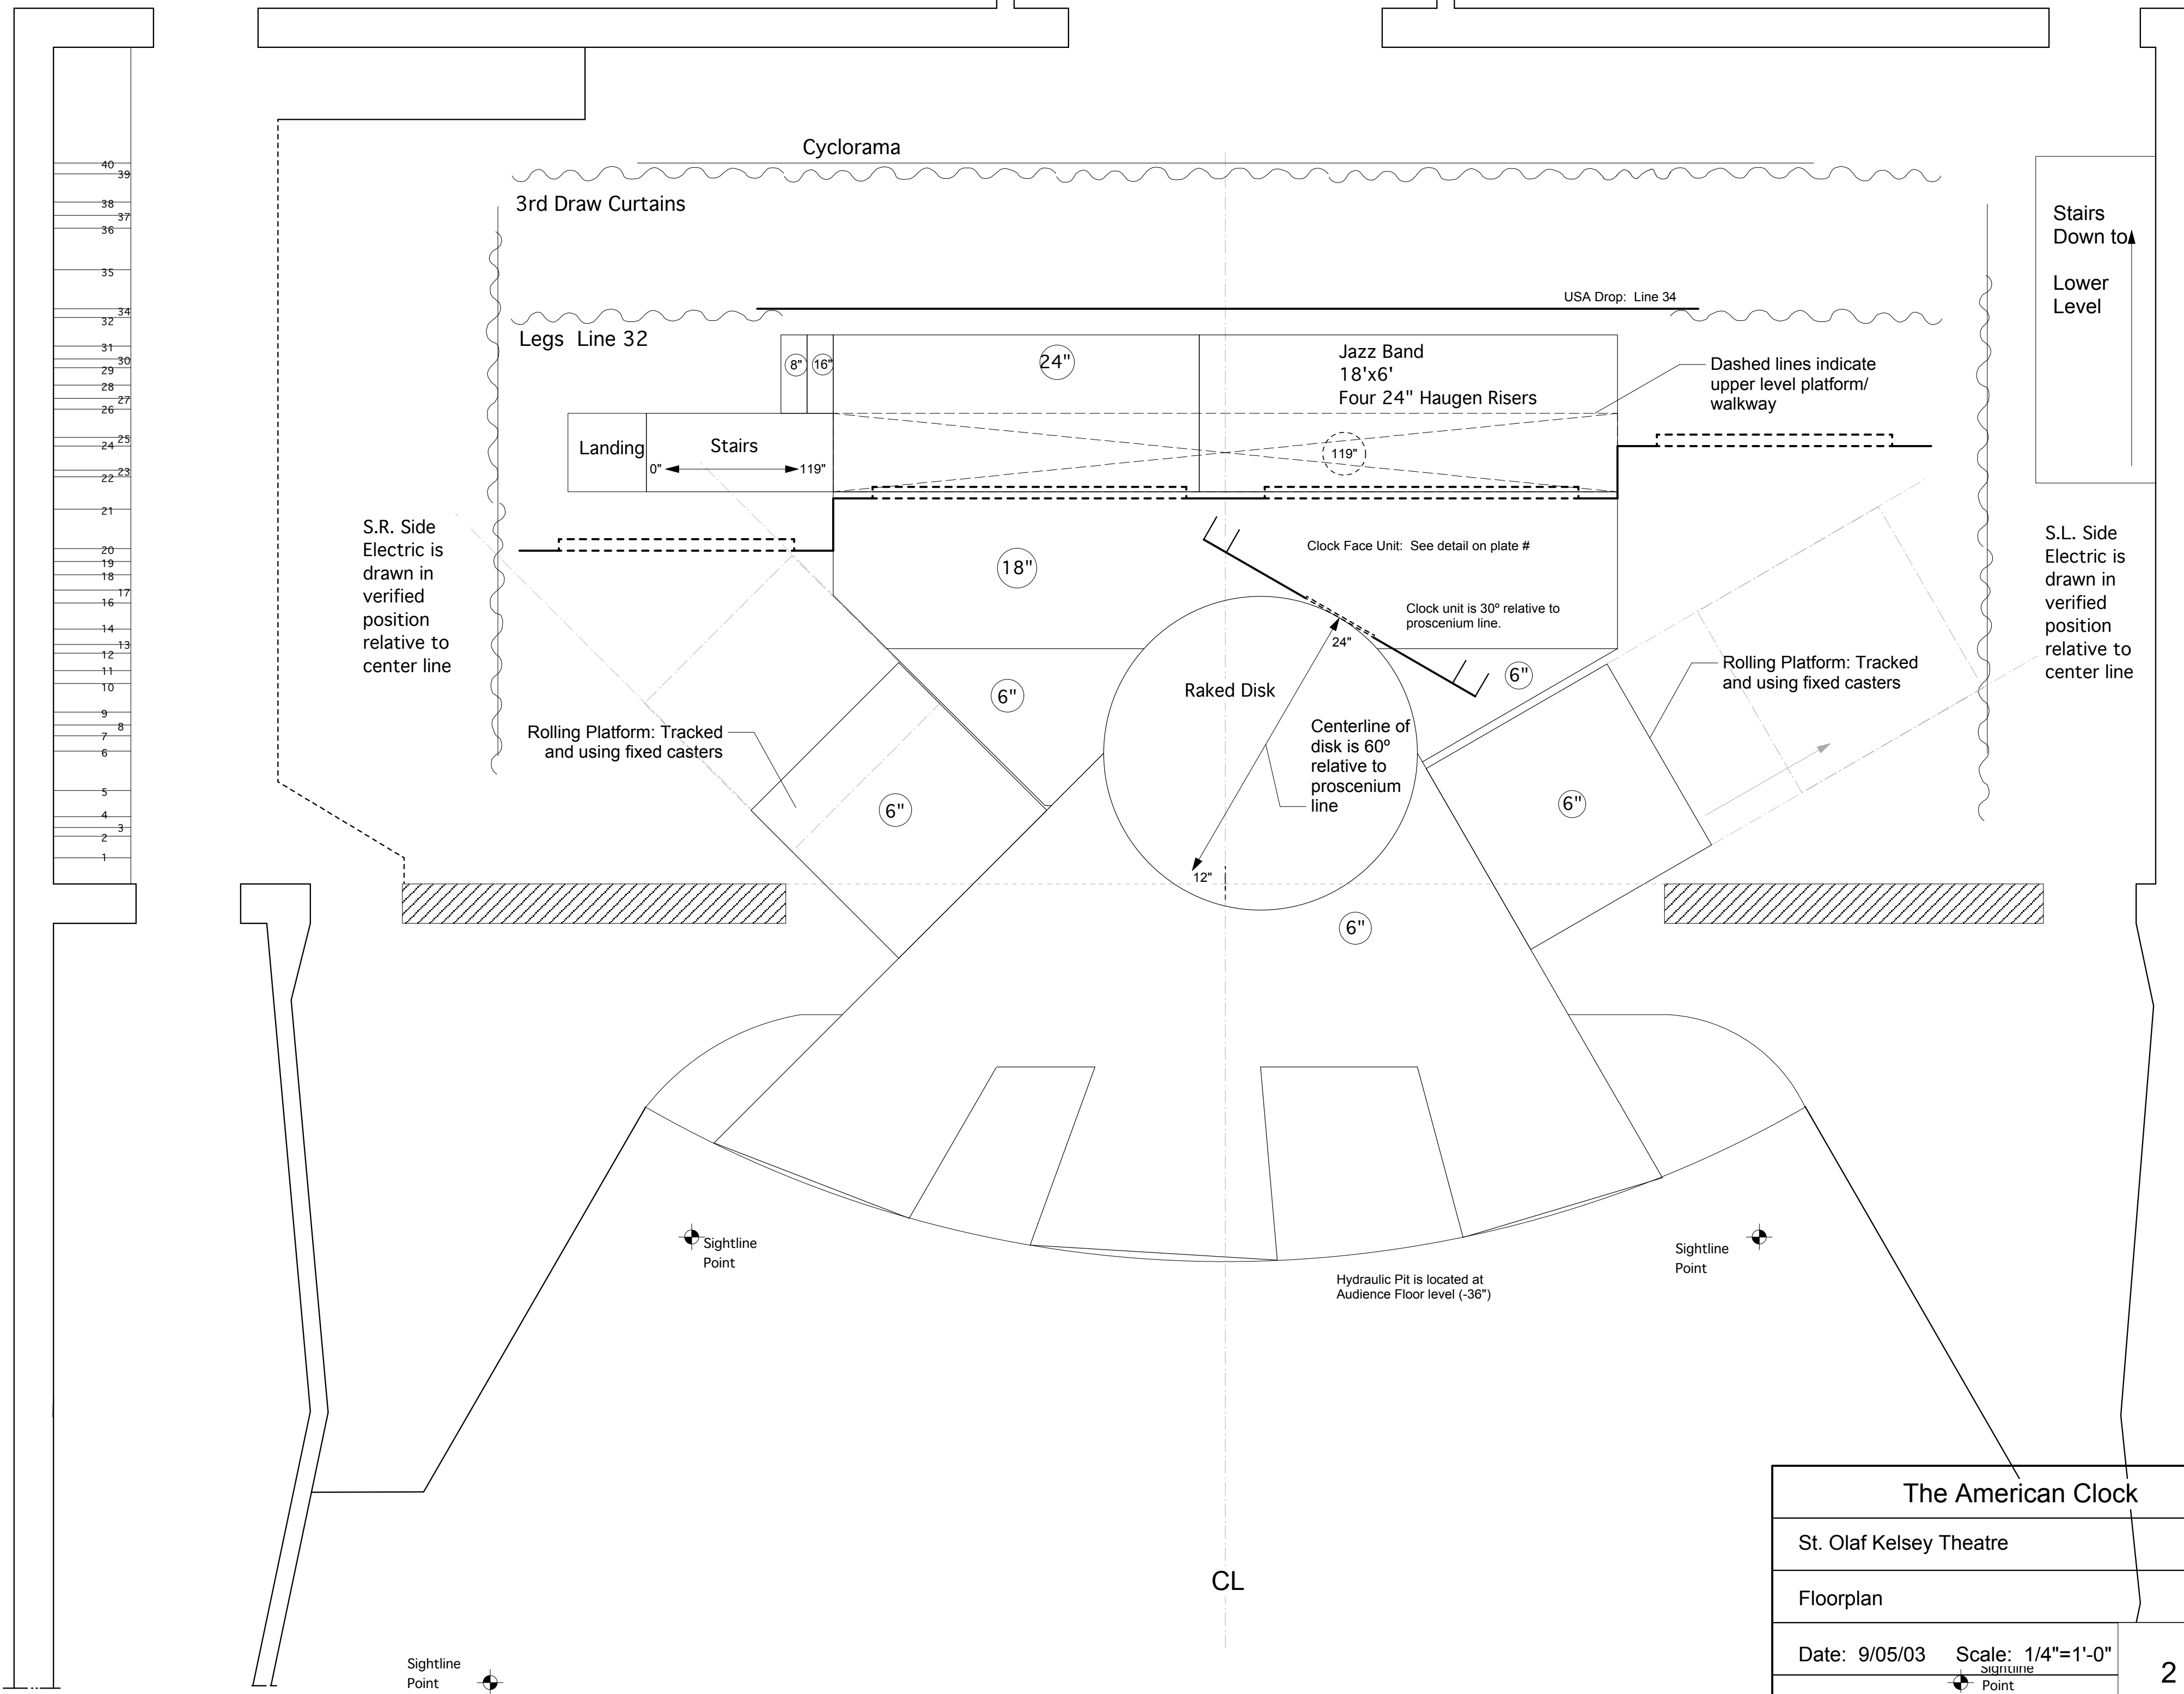 Cyclorama
3rd Draw Curtains
Stairs
Down to
Lower
Level
USA Drop: Line 34
Legs Line 32
8"
16"
24"
Jazz Band
18'x6'
Four 24" Haugen Risers
Dashed lines indicate
upper level platform/
walkway
Landing
Stairs
0"
119"
119"
S.R. Side
Electric is
drawn in
verified
position
relative to
center line
18"
Clock Face Unit: See detail on plate #
Clock unit is 30º relative to
proscenium line.
S.L. Side
Electric is
drawn in
verified
position
relative to
center line
24"
6"
6"
Raked Disk
Rolling Platform: Tracked
and using fixed casters
Rolling Platform: Tracked
and using fixed casters
Centerline of
disk is 60º
relative to
proscenium
line
6"
6"
12"
6"
40
39
38
37
36
35
34
32
31
30
29
28
27
26
25
24
23
22
21
20
19
18
17
16
14
13
12
11
10
9
8
7
6
5
4
3
2
1
Sightline
Point
Sightline
Point
Hydraulic Pit is located at
Audience Floor level (-36")
CL
The American Clock
St. Olaf Kelsey Theatre
Floorplan
Date: 9/05/03 Scale: 1/4"=1'-0"
2
Sightline
Point
Sightline
Point